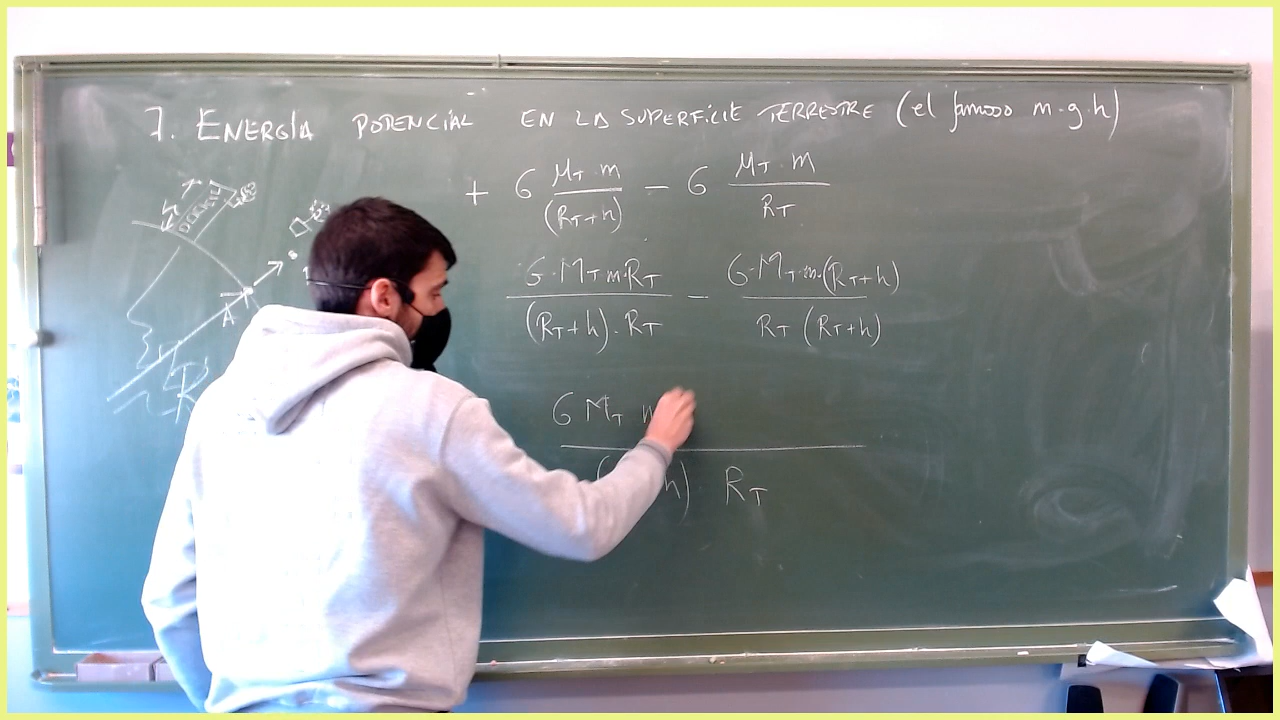 7. ENERGÍA POTENCIAL EN LA SUPERFICIE TERRESTRE (el famoso m·g·h)
+ G M_T · m / (R_T + h) − G M_T · m / R_T
G · M_T m · R_T / (R_T + h) · R_T − G · M_T · m · (R_T + h) / R_T (R_T + h)
G M_T
h) · R_T
A